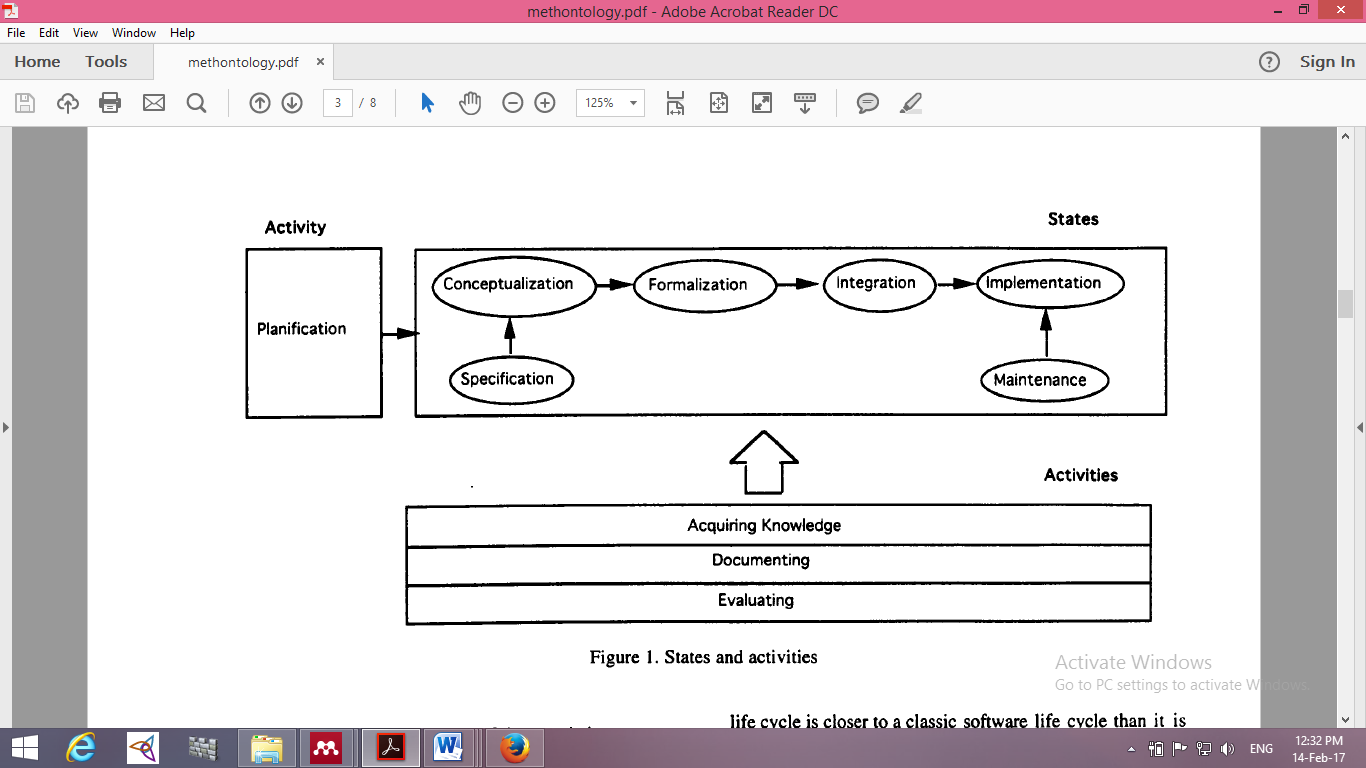 methontology.pdf - Adobe Acrobat Reader DC
File Edit View Window Help
Home Tools methontology.pdf × ? Sign In
3 / 8 125%
Activity
States
Planification
Conceptualization Formalization Integration Implementation
Specification Maintenance
Activities
Acquiring Knowledge
Documenting
Evaluating
Figure 1. States and activities
Activate Windows
Go to PC settings to activate Windows.
life cycle is closer to a classic software life cycle than it is
ENG 12:32 PM
14-Feb-17